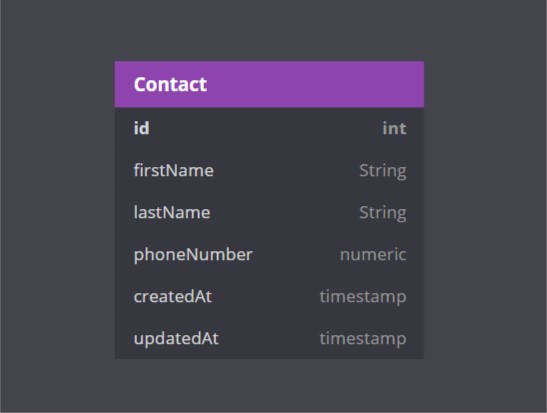 Contact
id int
firstName String
lastName String
phoneNumber numeric
createdAt timestamp
updatedAt timestamp